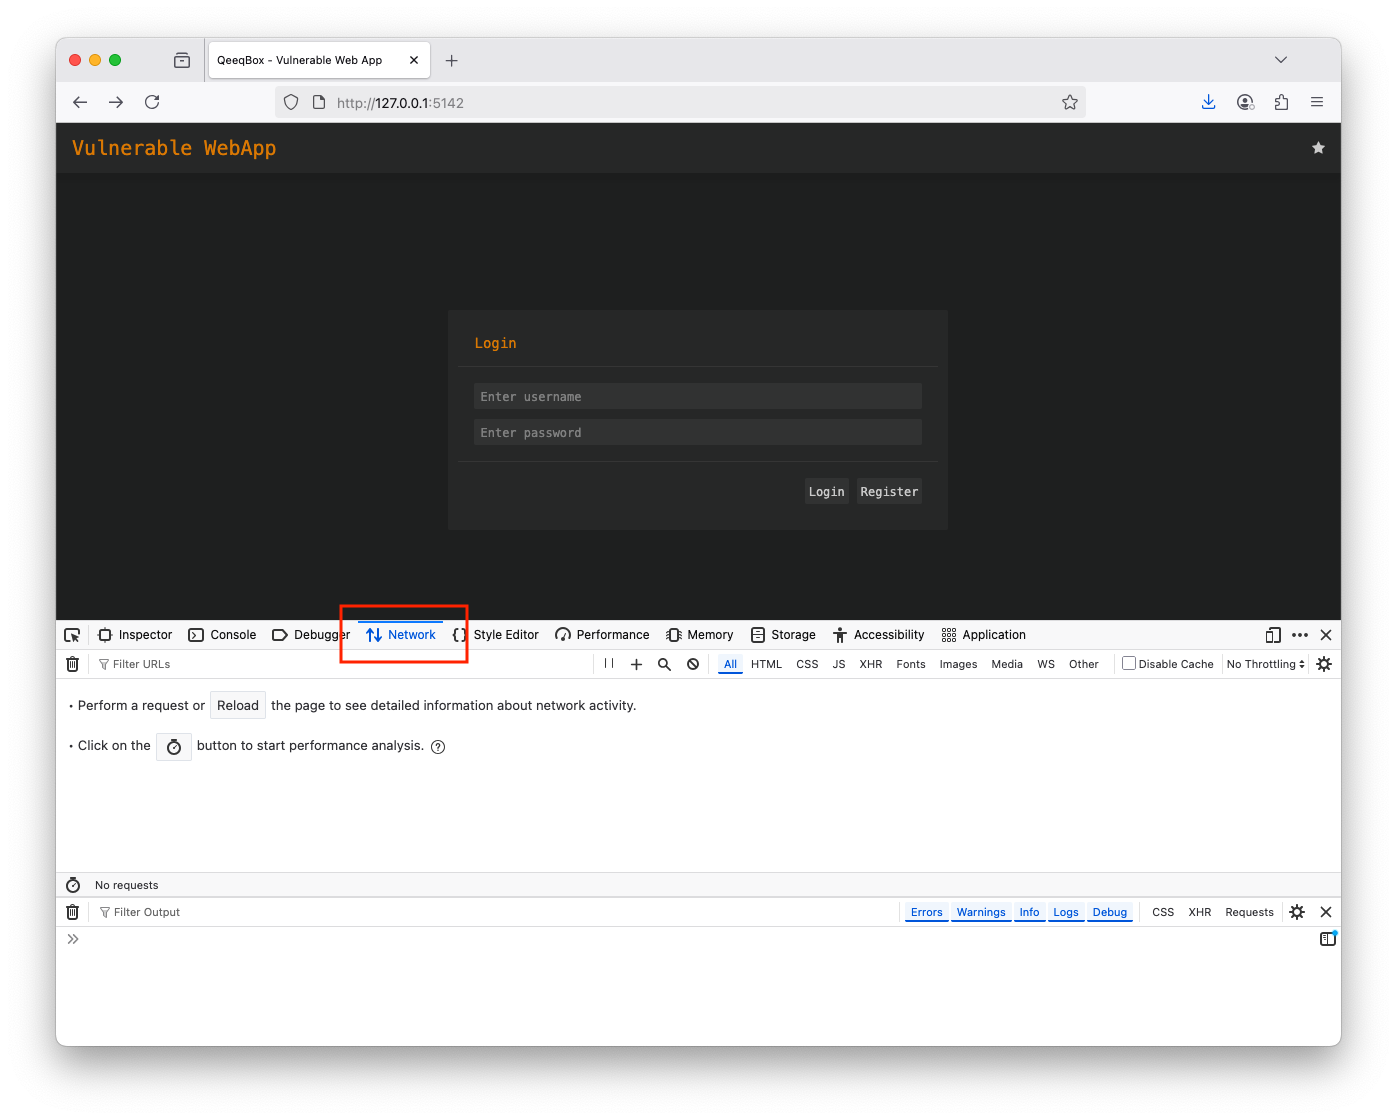 QeeqBox - Vulnerable Web App
http://127.0.0.1:5142
Vulnerable WebApp
Login
Enter username
Enter password
Login Register
Inspector Console Debugger Network Style Editor Performance Memory Storage Accessibility Application
Filter URLs All HTML CSS JS XHR Fonts Images Media WS Other Disable Cache No Throttling
• Perform a request or Reload the page to see detailed information about network activity.
• Click on the button to start performance analysis.
No requests
Filter Output Errors Warnings Info Logs Debug CSS XHR Requests